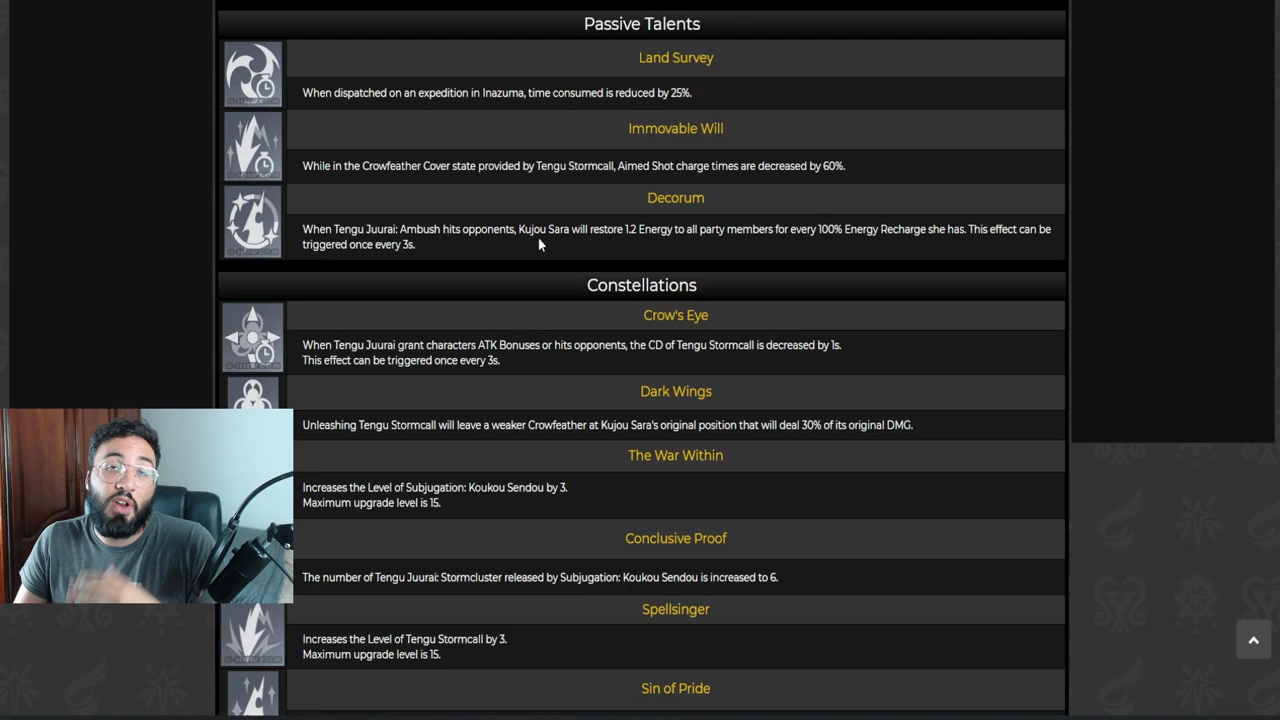 Passive Talents
Land Survey
When dispatched on an expedition in Inazuma, time consumed is reduced by 25%.
Immovable Will
While in the Crowfeather Cover state provided by Tengu Stormcall, Aimed Shot charge times are decreased by 60%.
Decorum
When Tengu Juurai: Ambush hits opponents, Kujou Sara will restore 1.2 Energy to all party members for every 100% Energy Recharge she has. This effect can be
triggered once every 3s.
Constellations
Crow's Eye
When Tengu Juurai grant characters ATK Bonuses or hits opponents, the CD of Tengu Stormcall is decreased by 1s.
This effect can be triggered once every 3s.
Dark Wings
Unleashing Tengu Stormcall will leave a weaker Crowfeather at Kujou Sara's original position that will deal 30% of its original DMG.
The War Within
Increases the Level of Subjugation: Koukou Sendou by 3.
Maximum upgrade level is 15.
Conclusive Proof
The number of Tengu Juurai: Stormcluster released by Subjugation: Koukou Sendou is increased to 6.
Spellsinger
Increases the Level of Tengu Stormcall by 3.
Maximum upgrade level is 15.
Sin of Pride